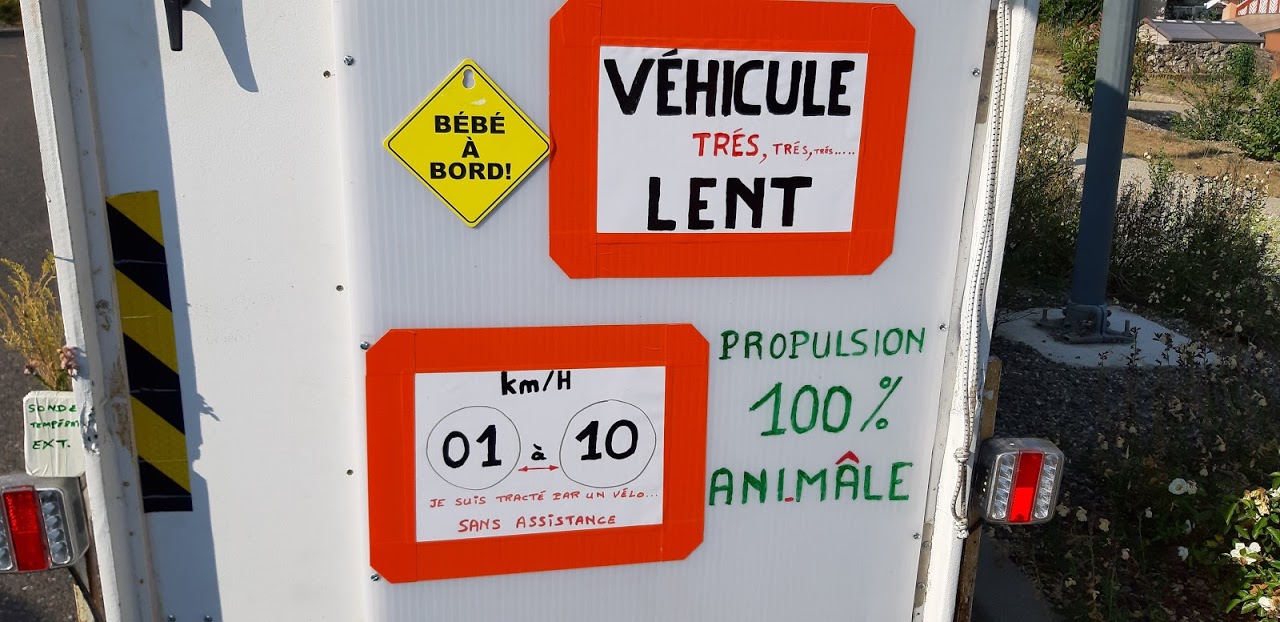 BÉBÉ
À
BORD!
VÉHICULE
TRÉS, TRÉS, TRÉS.....
LENT
km/H
01 à 10
JE SUIS TRACTÉ PAR UN VÉLO...
SANS ASSISTANCE
PROPULSION
100%
ANI-MÂLE
SONDE
EXT.